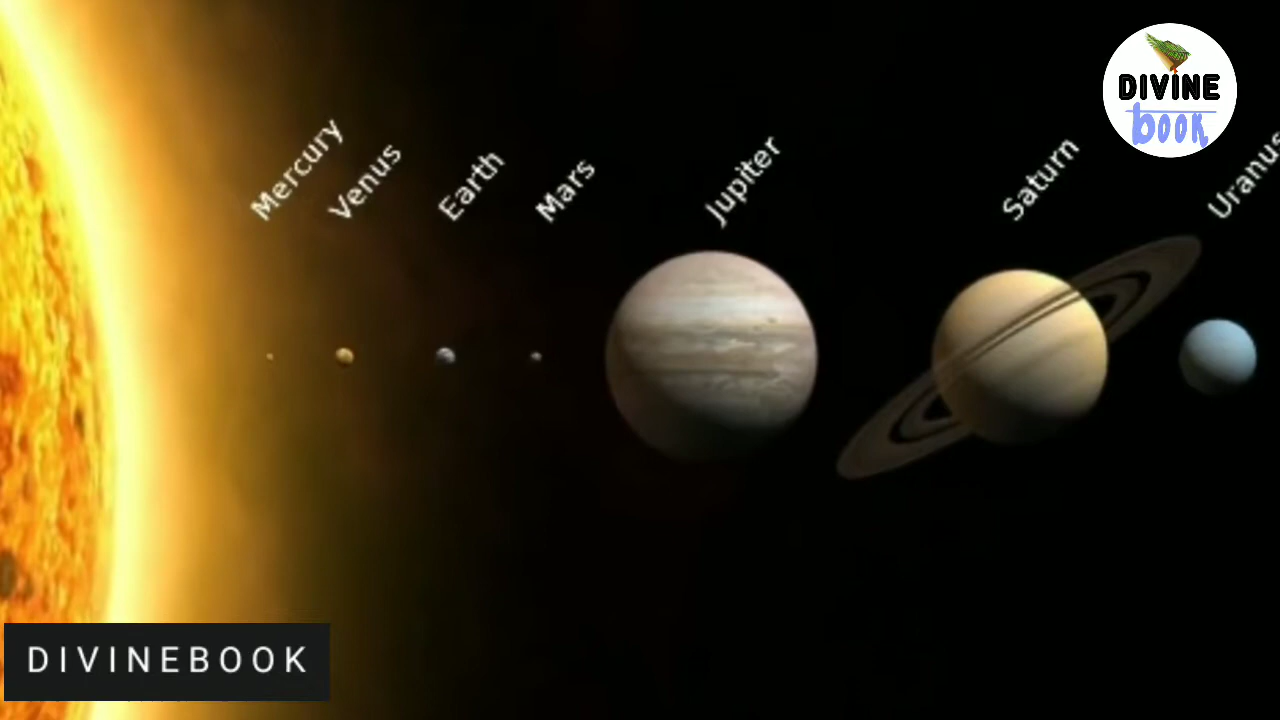 Mercury
Venus
Earth
Mars
Jupiter
Saturn
Uranus
DIVINE
book
DIVINEBOOK